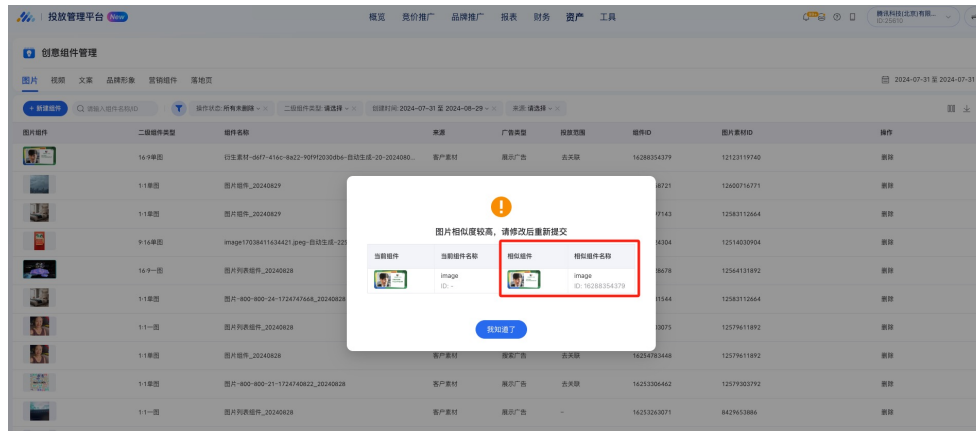 投放管理平台 New 概览 竞价推广 品牌推广 报表 财务 资产 工具 腾讯科技(北京)有限...
ID:25610
创意组件管理
图片 视频 文案 品牌形象 营销组件 落地页 2024-07-31 至 2024-07-31
+ 新建组件 请输入组件名称/ID 操作状态:所有未删除 二级组件类型:请选择 创建时间:2024-07-31 至 2024-08-29 来源:请选择
图片组件 二级组件类型 组件名称 来源 广告类型 投放范围 组件ID 图片素材ID 操作
16:9单图 衍生素材-d6f7-416c-8a22-90f9f2030db6-自动生成-20-2024080... 客户素材 展示广告 去关联 16288354379 12123119740 删除
1:1单图 图片组件_20240829 8721 12600716771 删除
1:1单图 图片组件_20240829 7143 12583112664 删除
9:16单图 image17038411634421.jpeg-自动生成-22 4304 12514030904 删除
16:9一图 图片列表组件_20240828 8678 12564131892 删除
1:1单图 图片-800-800-24-1724747668_20240828 1544 12583112664 删除
1:1一图 图片列表组件_20240828 3075 12579611892 删除
1:1单图 图片组件_20240828 客户素材 搜索广告 去关联 16254783448 12579611892 删除
1:1单图 图片-800-800-21-1724740822_20240828 客户素材 展示广告 去关联 16253306462 12579303792 删除
1:1一图 图片列表组件_20240828 客户素材 展示广告 - 16253263071 8429653886 删除
图片相似度较高，请修改后重新提交
当前组件 当前组件名称 相似组件 相似组件名称
image image
ID: - ID: 16288354379
我知道了